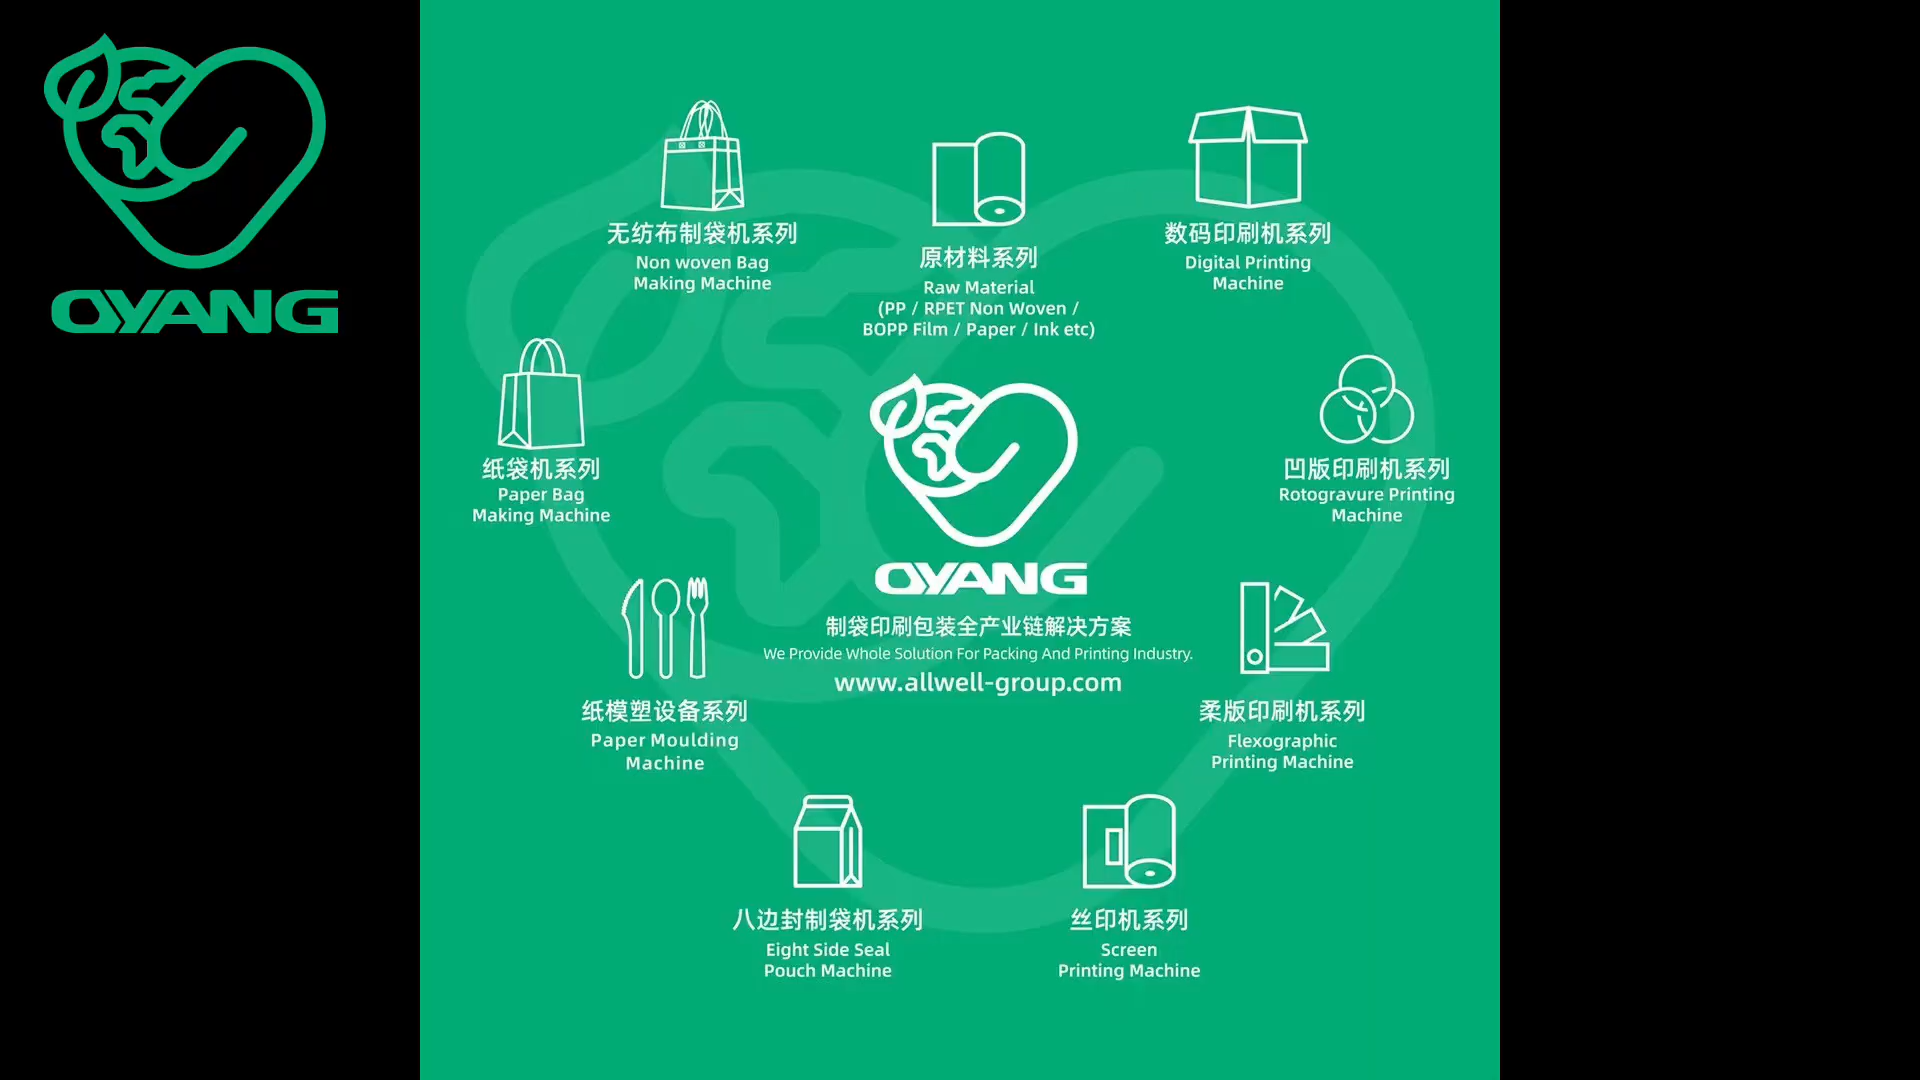 OYANG
无纺布制袋机系列
Non woven Bag
Making Machine
原材料系列
Raw Material
(PP / RPET Non Woven /
BOPP Film / Paper / Ink etc)
数码印刷机系列
Digital Printing
Machine
纸袋机系列
Paper Bag
Making Machine
凹版印刷机系列
Rotogravure Printing
Machine
OYANG
制袋印刷包装全产业链解决方案
We Provide Whole Solution For Packing And Printing Industry.
www.allwell-group.com
纸模塑设备系列
Paper Moulding
Machine
柔版印刷机系列
Flexographic
Printing Machine
八边封制袋机系列
Eight Side Seal
Pouch Machine
丝印机系列
Screen
Printing Machine